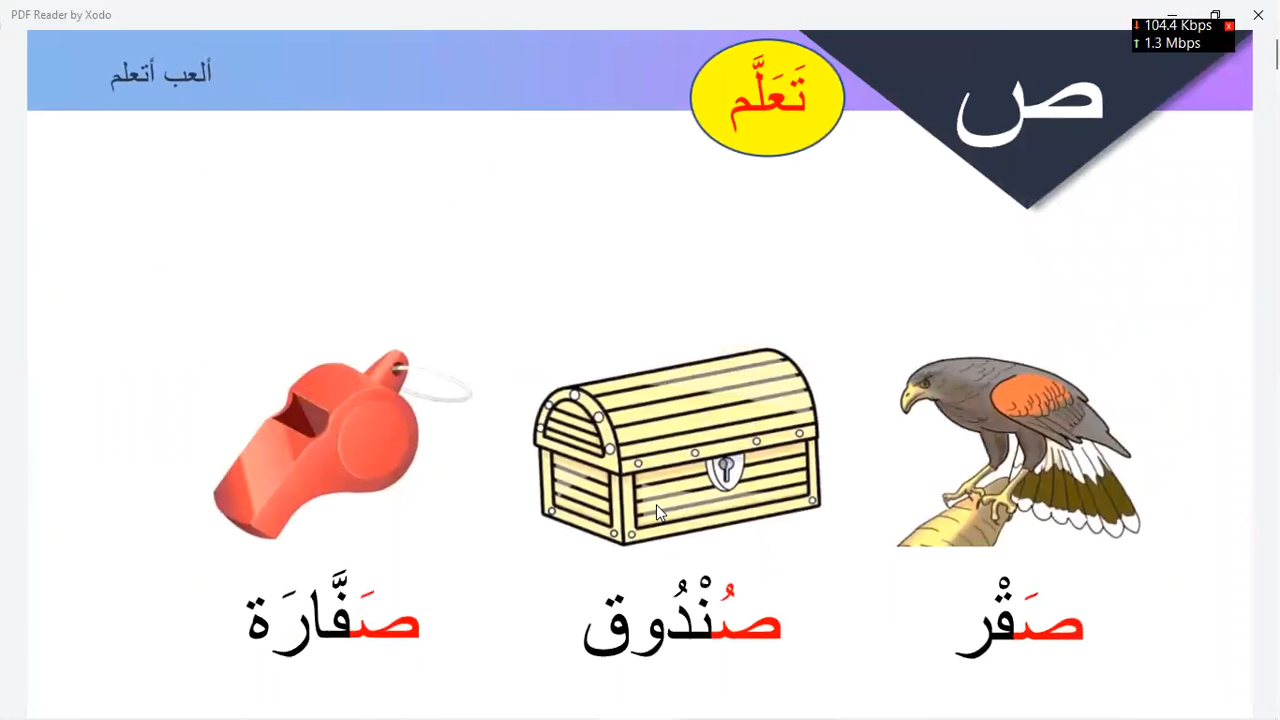 PDF Reader by Xodo
104.4 Kbps
1.3 Mbps
ص
تَعَلَّم
ألعب أتعلم
صَقْر
صُنْدُوق
صَفَّارَة